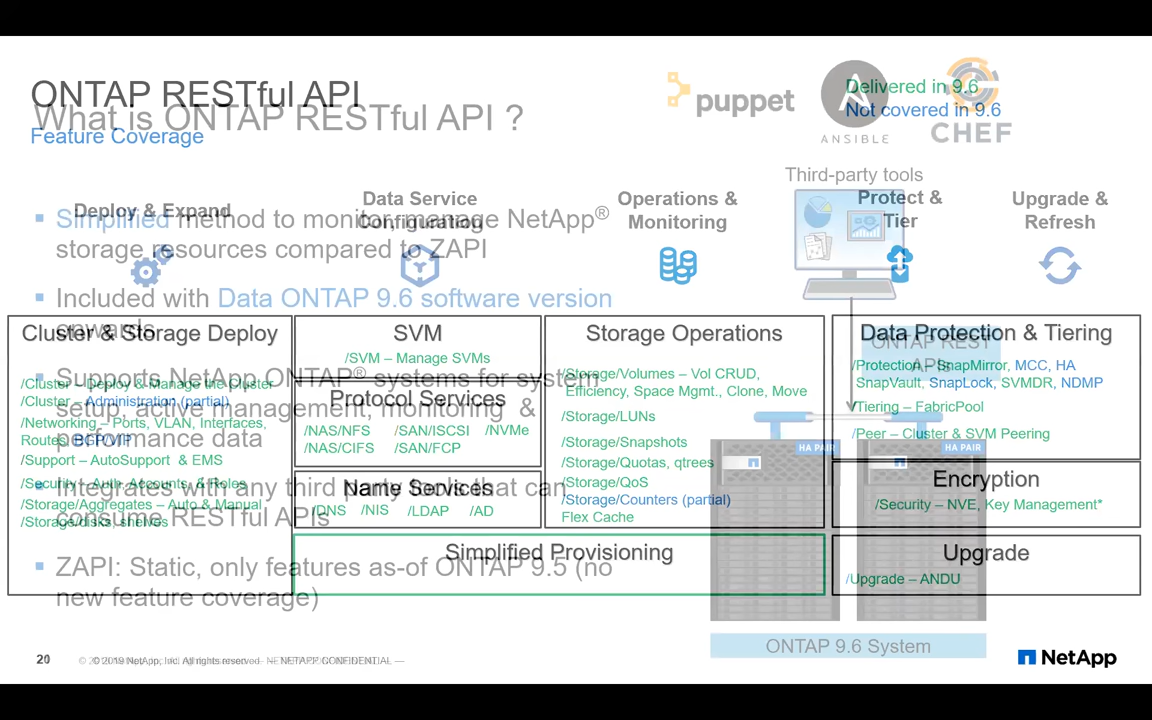 ONTAP RESTful API
What is ONTAP RESTful API ?
Feature Coverage
puppet
ANSIBLE
CHEF
Delivered in 9.6
Not covered in 9.6
Third-party tools
Simplified method to monitor, manage NetApp®
storage resources compared to ZAPI
Included with Data ONTAP 9.6 software version
onwards
Supports NetApp ONTAP® systems for system
setup, active management, monitoring &
performance data
Integrates with any third party tools that can
consume RESTful APIs
ZAPI: Static, only features as-of ONTAP 9.5 (no
new feature coverage)
Deploy & Expand
Data Service
Configuration
Operations &
Monitoring
Protect &
Tier
Upgrade &
Refresh
Cluster & Storage Deploy
/Cluster – Deploy & Manage the Cluster
/Cluster – Administration (partial)
/Networking – Ports, VLAN, Interfaces,
Routes, BGP/VIP
/Support – AutoSupport & EMS
/Security – Auth, Accounts, & Roles
/Storage/Aggregates – Auto & Manual
/Storage/disks, shelves
SVM
/SVM – Manage SVMs
Protocol Services
/NAS/NFS /SAN/ISCSI /NVMe
/NAS/CIFS /SAN/FCP
Name Services
/DNS /NIS /LDAP /AD
Storage Operations
/Storage/Volumes – Vol CRUD,
Efficiency, Space Mgmt., Clone, Move
/Storage/LUNs
/Storage/Snapshots
/Storage/Quotas, qtrees
/Storage/QoS
/Storage/Counters (partial)
Flex Cache
Simplified Provisioning
Data Protection & Tiering
/Protection – SnapMirror, MCC, HA
SnapVault, SnapLock, SVMDR, NDMP
/Tiering – FabricPool
/Peer – Cluster & SVM Peering
Encryption
/Security – NVE, Key Management*
Upgrade
/Upgrade – ANDU
ONTAP REST
APIs
HA PAIR
HA PAIR
ONTAP 9.6 System
© 2019 NetApp, Inc. All rights reserved. — NETAPP CONFIDENTIAL —
NetApp